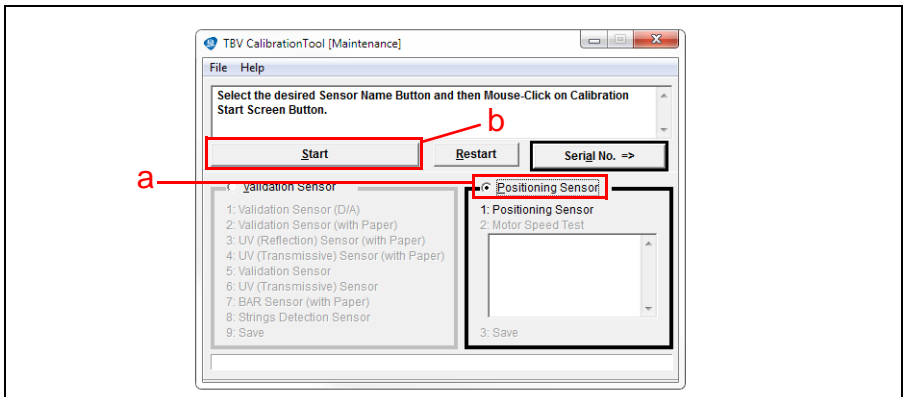 TBV CalibrationTool [Maintenance]
File Help
Select the desired Sensor Name Button and then Mouse-Click on Calibration
Start Screen Button.
b
Start
Restart
Serial No. =>
a
Validation Sensor
1: Validation Sensor (D/A)
2: Validation Sensor (with Paper)
3: UV (Reflection) Sensor (with Paper)
4: UV (Transmissive) Sensor (with Paper)
5: Validation Sensor
6: UV (Transmissive) Sensor
7: BAR Sensor (with Paper)
8: Strings Detection Sensor
9: Save
Positioning Sensor
1: Positioning Sensor
2: Motor Speed Test
3: Save